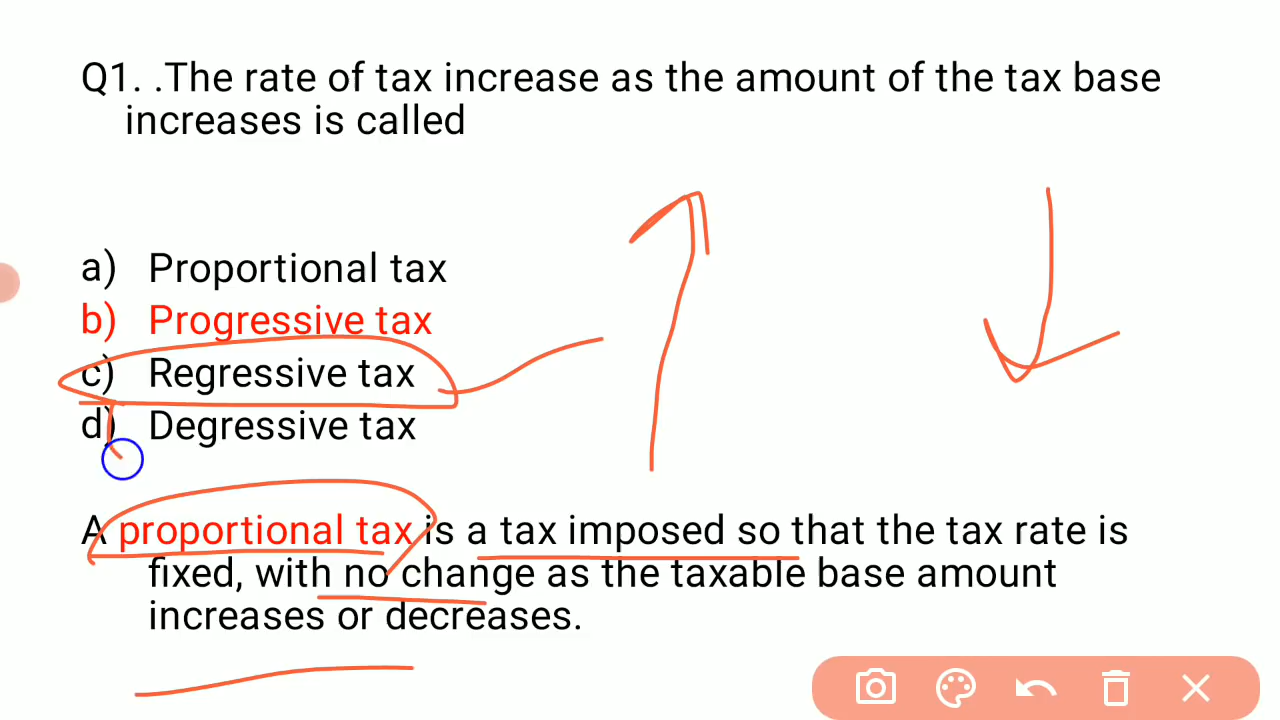 Q1. .The rate of tax increase as the amount of the tax base
increases is called
a) Proportional tax
b) Progressive tax
c) Regressive tax
d) Degressive tax
A proportional tax is a tax imposed so that the tax rate is
fixed, with no change as the taxable base amount
increases or decreases.